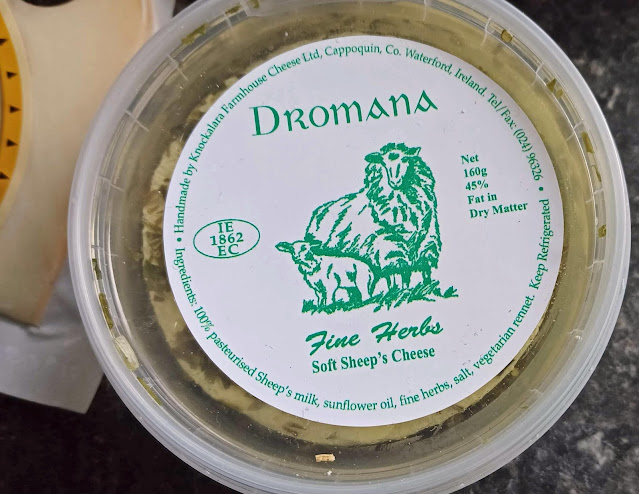 • Handmade by Knockalara Farmhouse Cheese Ltd, Cappoquin, Co. Waterford, Ireland. Tel/Fax: (024) 96326 •
DROMANA
Net
160g
45%
Fat in
Dry Matter
IE
1862
EC
Fine Herbs
Soft Sheep's Cheese
Ingredients: 100% pasteurised Sheep's milk, sunflower oil, fine herbs, salt, vegetarian rennet. Keep Refrigerated